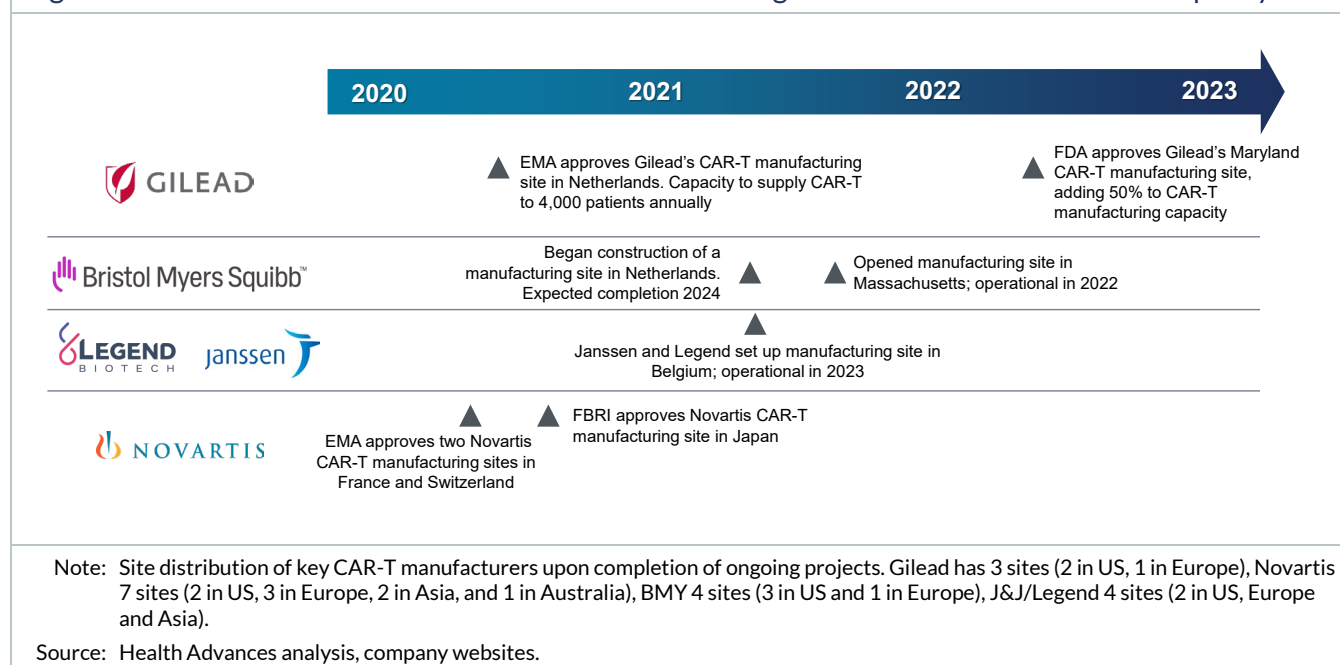 2020 2021 2022 2023
GILEAD
EMA approves Gilead's CAR-T manufacturing
site in Netherlands. Capacity to supply CAR-T
to 4,000 patients annually
FDA approves Gilead's Maryland
CAR-T manufacturing site,
adding 50% to CAR-T
manufacturing capacity
Bristol Myers Squibb™
Began construction of a
manufacturing site in Netherlands.
Expected completion 2024
Opened manufacturing site in
Massachusetts; operational in 2022
LEGEND
BIOTECH
Janssen
Janssen and Legend set up manufacturing site in
Belgium; operational in 2023
NOVARTIS
EMA approves two Novartis
CAR-T manufacturing sites in
France and Switzerland
FBRI approves Novartis CAR-T
manufacturing site in Japan
Note: Site distribution of key CAR-T manufacturers upon completion of ongoing projects. Gilead has 3 sites (2 in US, 1 in Europe), Novartis
7 sites (2 in US, 3 in Europe, 2 in Asia, and 1 in Australia), BMY 4 sites (3 in US and 1 in Europe), J&J/Legend 4 sites (2 in US, Europe
and Asia).
Source: Health Advances analysis, company websites.